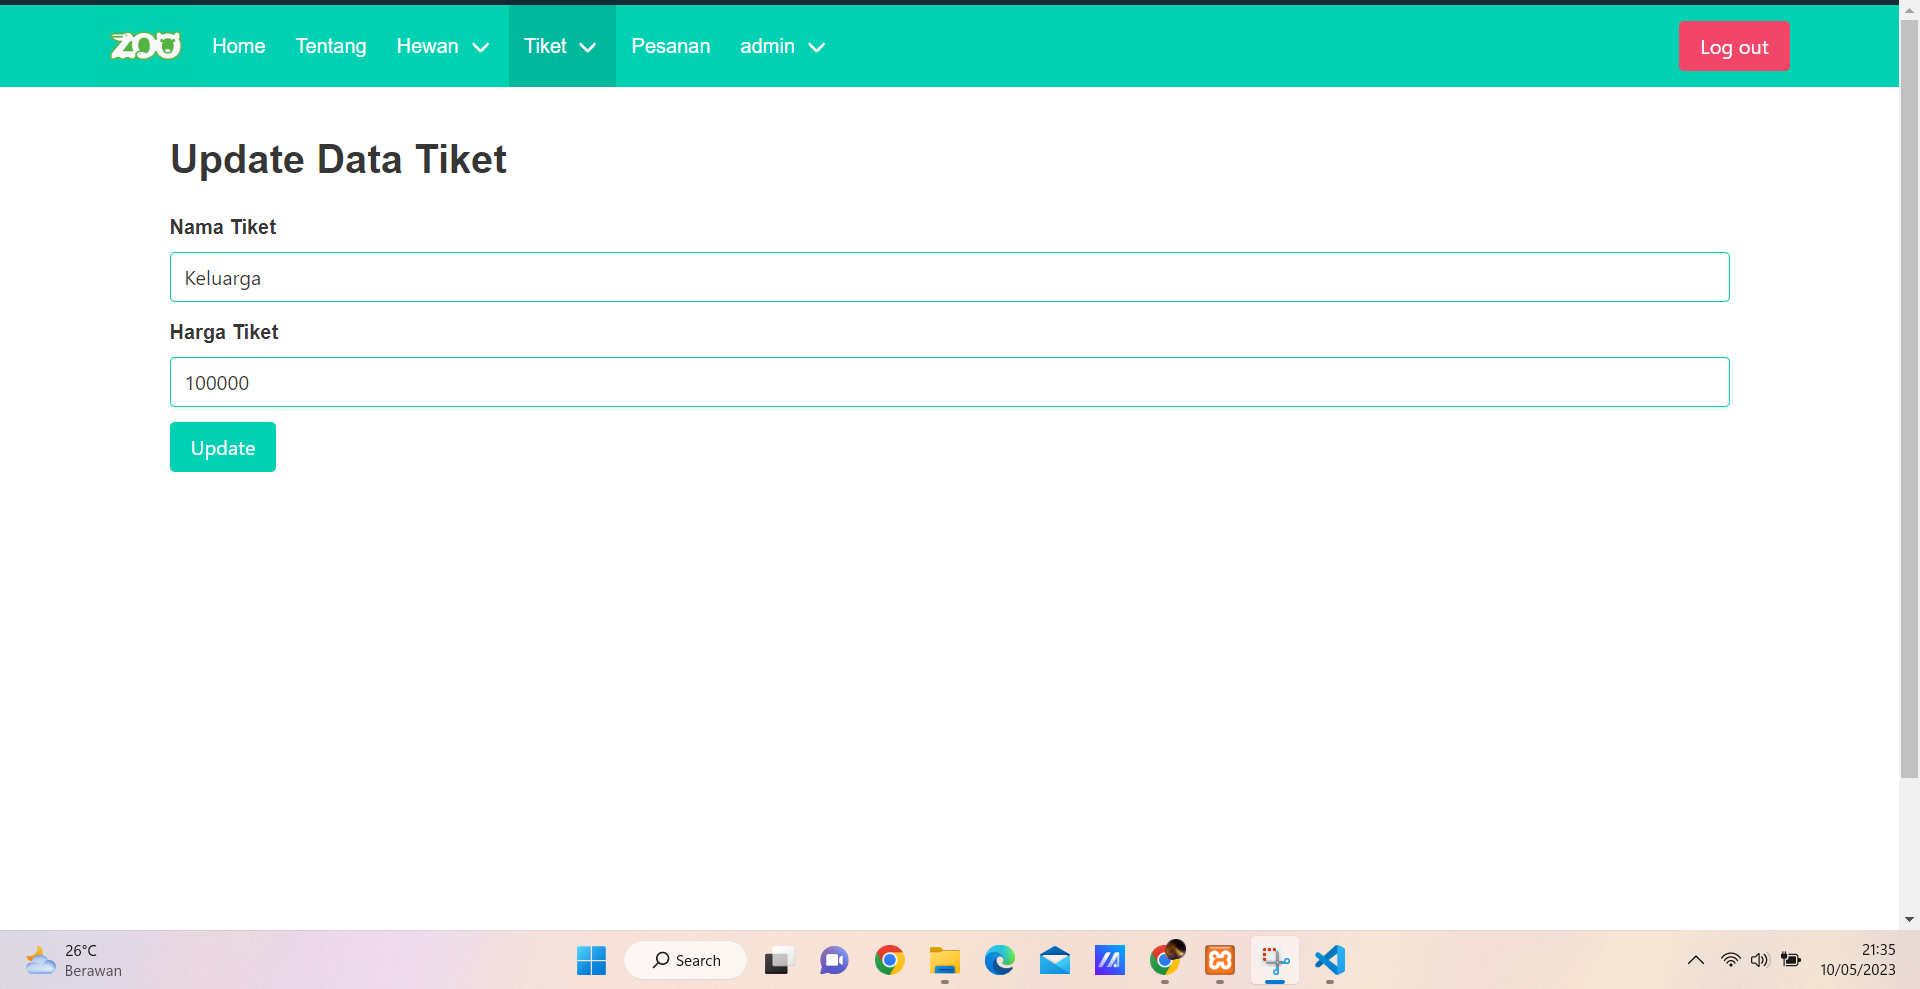 ZOO Home Tentang Hewan Tiket Pesanan admin Log out
Update Data Tiket
Nama Tiket
Keluarga
Harga Tiket
100000
Update
26°C
Berawan
Search
21:35
10/05/2023